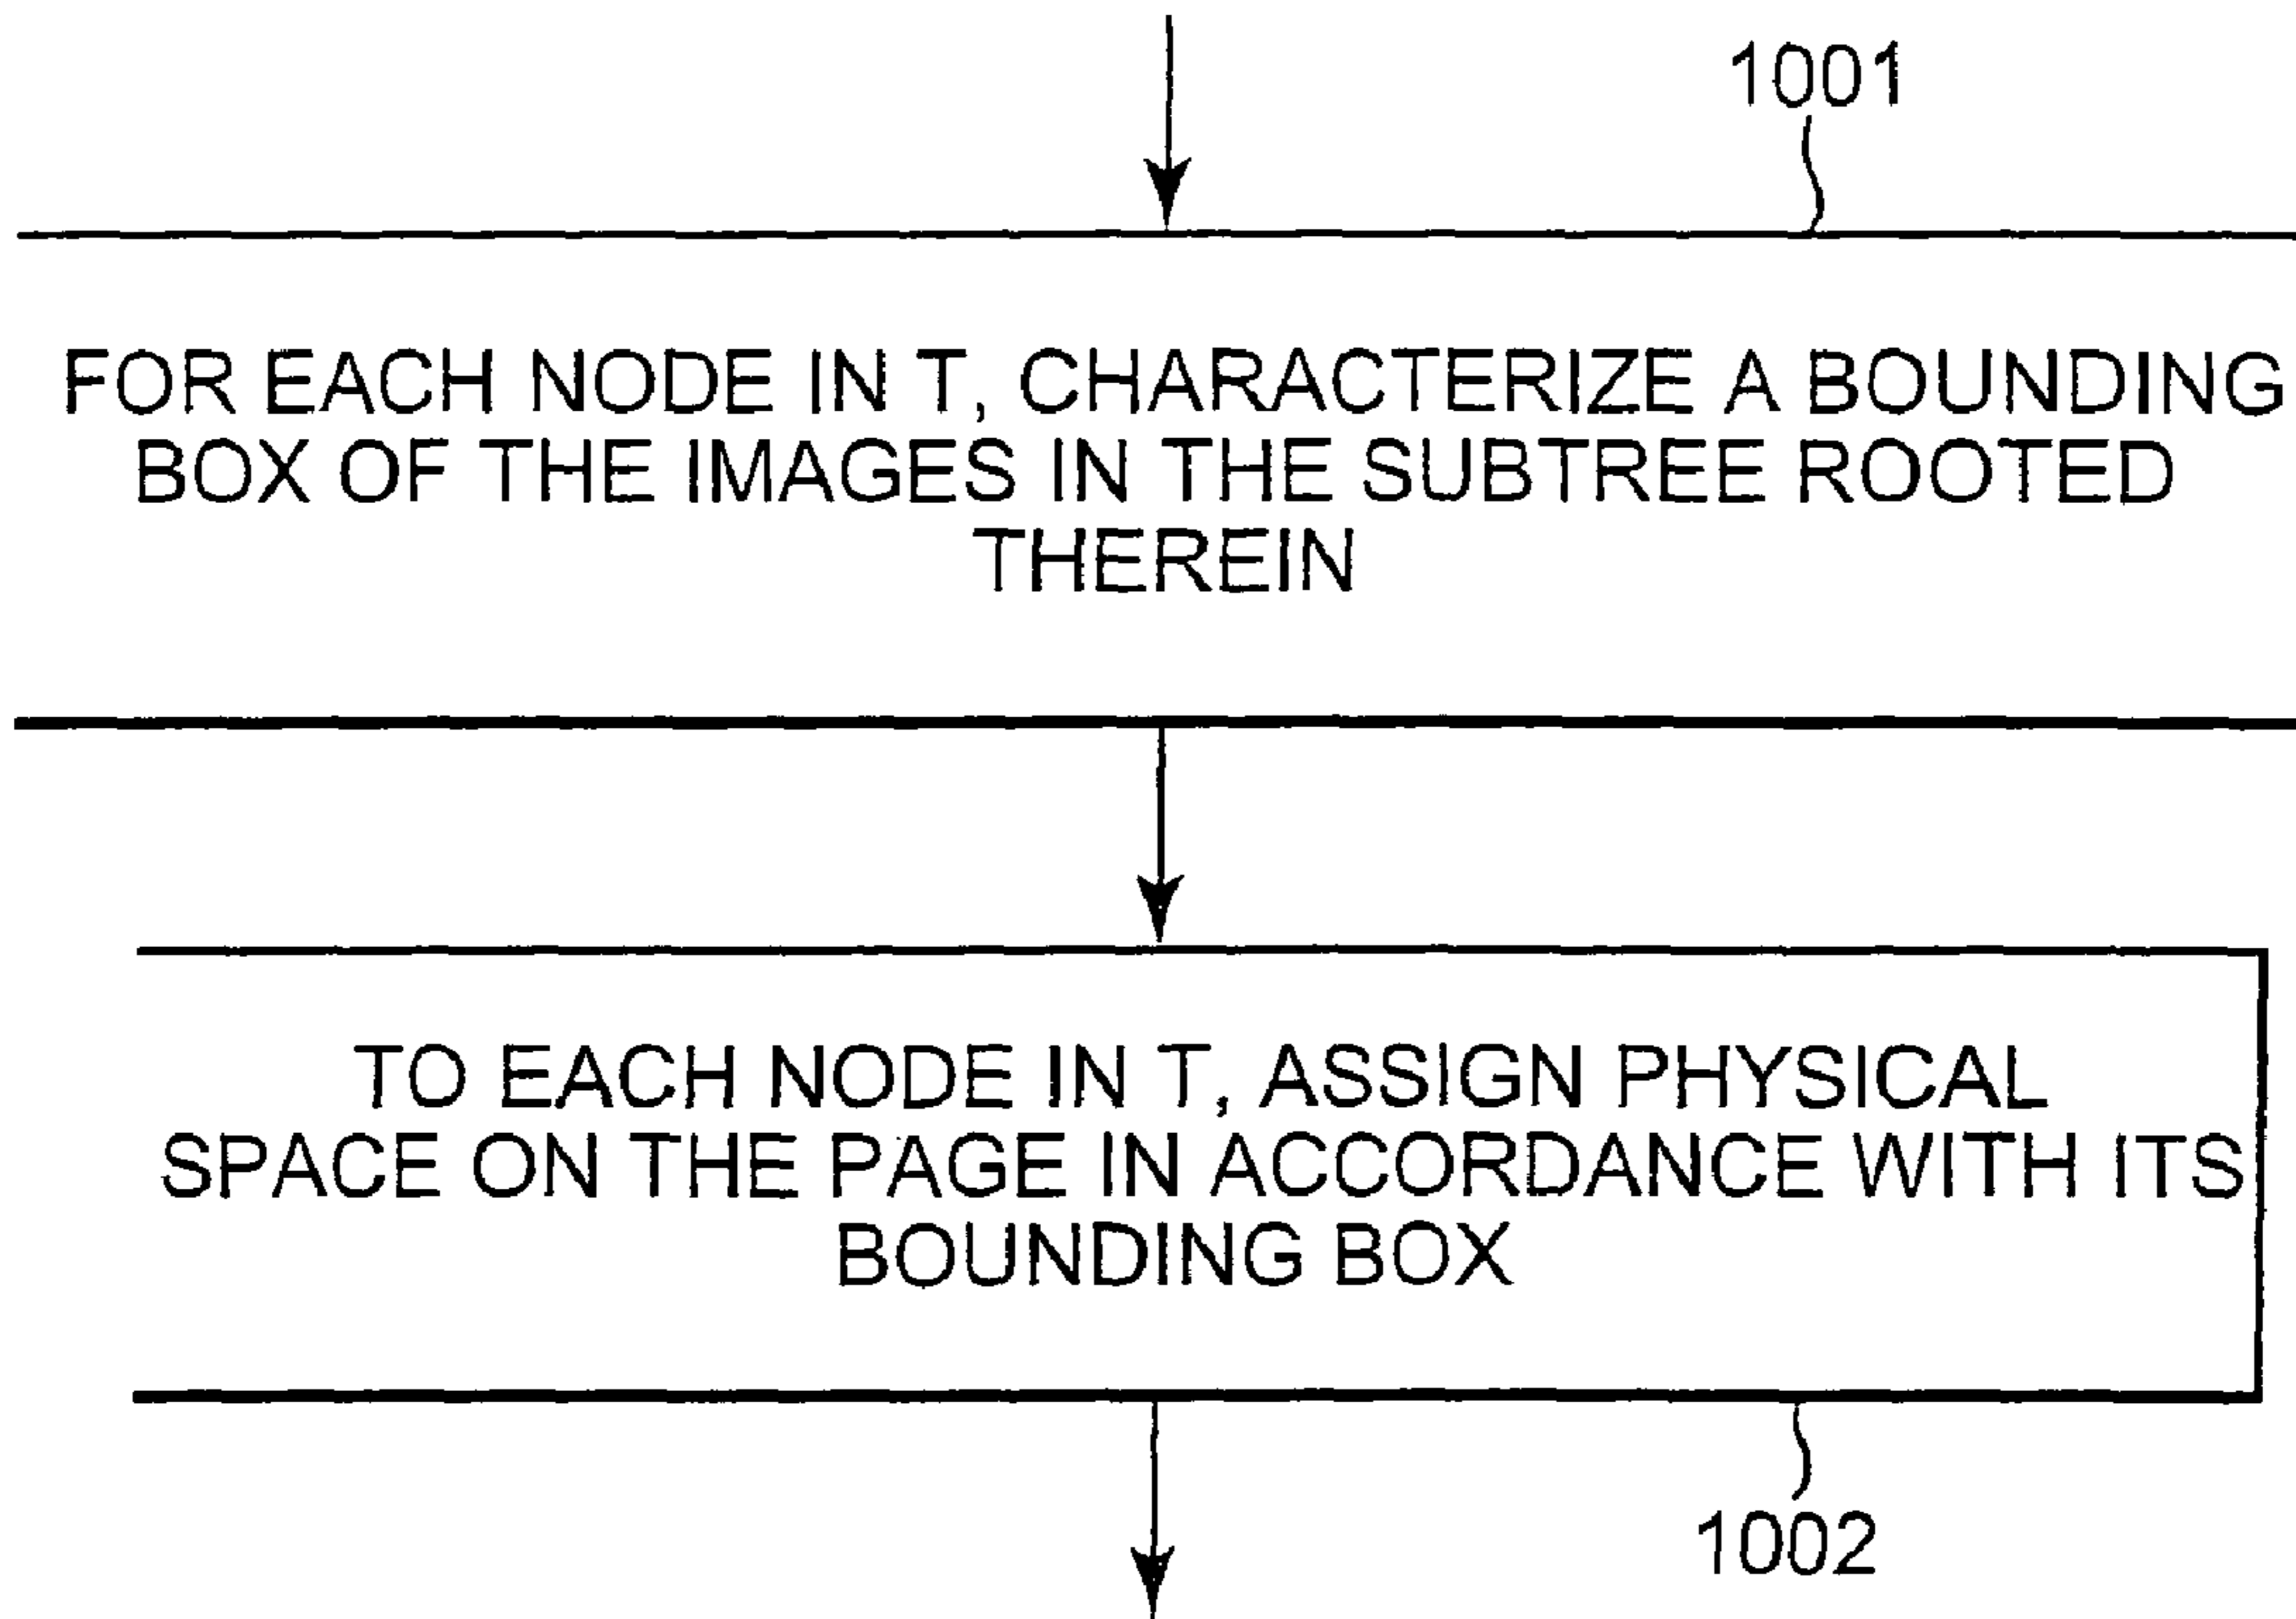 1001
FOR EACH NODE IN T, CHARACTERIZE A BOUNDING
BOX OF THE IMAGES IN THE SUBTREE ROOTED
THEREIN
TO EACH NODE IN T, ASSIGN PHYSICAL
SPACE ON THE PAGE IN ACCORDANCE WITH ITS
BOUNDING BOX
1002